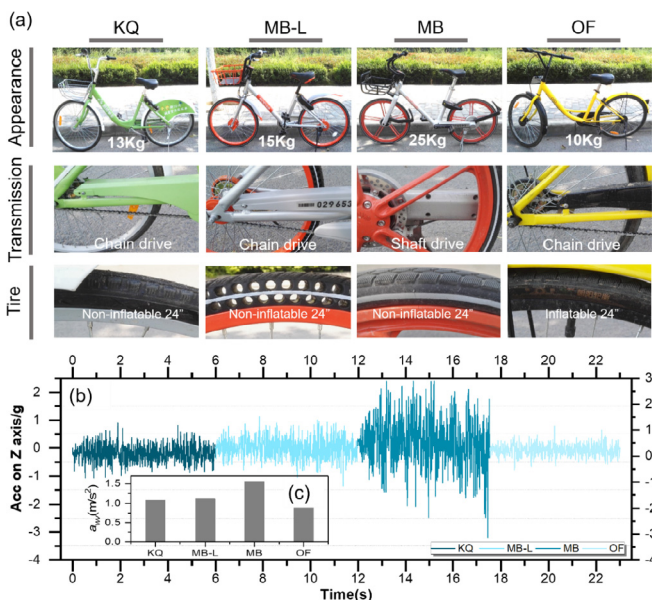 (a)
KQ MB-L MB OF
Appearance
13Kg 15Kg 25Kg 10Kg
Transmission
029653
Chain drive Chain drive Shaft drive Chain drive
Tire
Non-inflatable 24" Non-inflatable 24" Non-inflatable 24" Inflatable 24"
0 2 4 6 8 10 12 14 16 18 20 22
(b)
Acc on Z axis/g
2
1
0
-1
-2
-3
-4
3
2
1
0
-1
-2
-3
(c)
aw(m/s²)
1.5
1.0
0.5
0.0
KQ MB-L MB OF
KQ MB-L MB OF
0 2 4 6 8 10 12 14 16 18 20 22
Time(s)